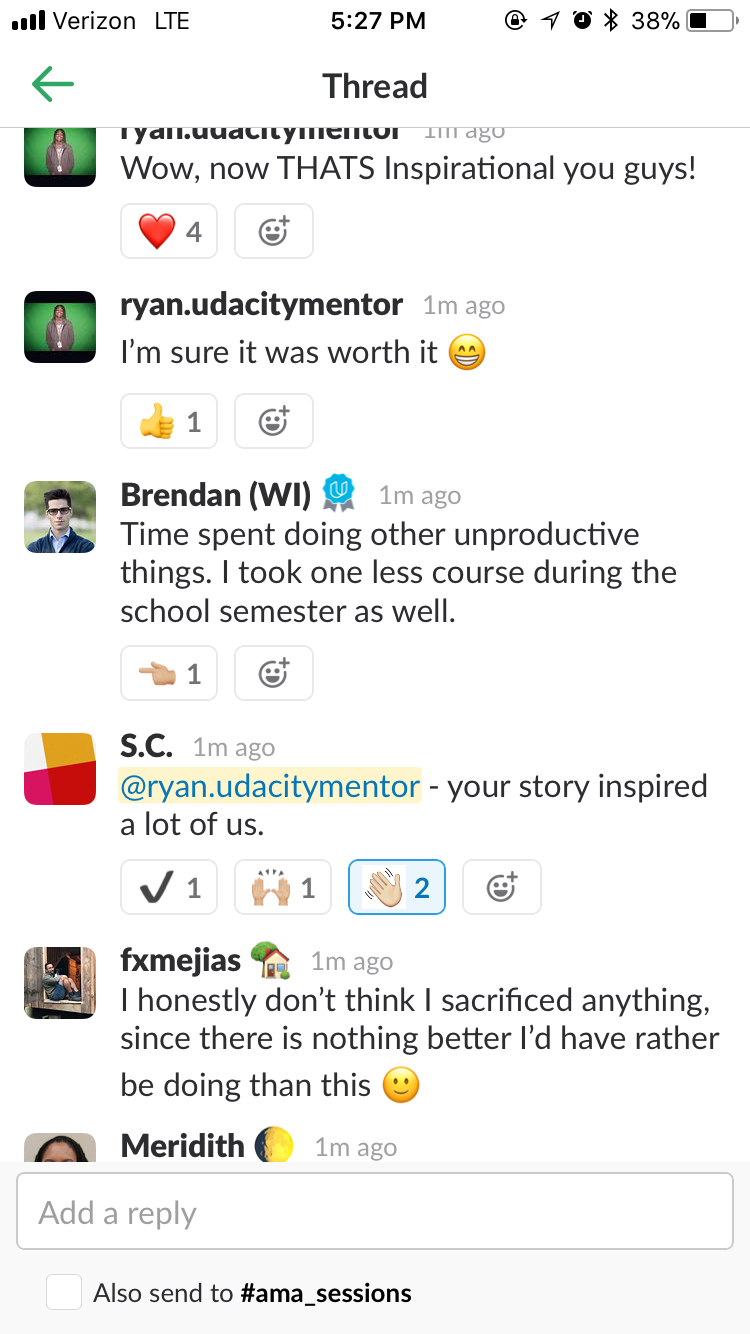 Verizon LTE 5:27 PM 38%
Thread
ryan.udacitymentor 1m ago
Wow, now THATS Inspirational you guys!
4
ryan.udacitymentor 1m ago
I’m sure it was worth it 😁
1
Brendan (WI) 1m ago
Time spent doing other unproductive
things. I took one less course during the
school semester as well.
1
S.C. 1m ago
@ryan.udacitymentor - your story inspired
a lot of us.
1 1 2
fxmejias 🏡 1m ago
I honestly don’t think I sacrificed anything,
since there is nothing better I’d have rather
be doing than this 🙂
Meridith 1m ago
Add a reply
Also send to #ama_sessions